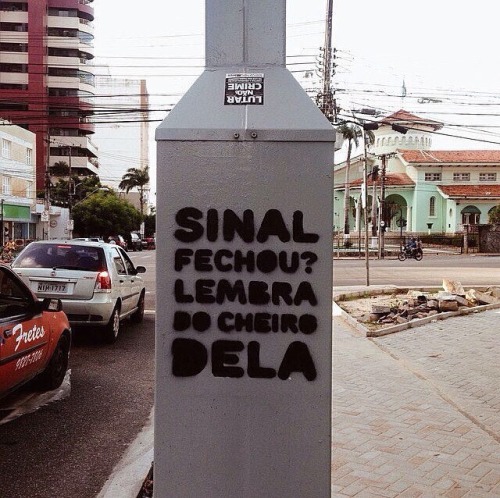 LUTAR
NÃO É
CRIME
SINAL
FECHOU?
LEMBRA
DO CHEIRO
DELA
Fretes